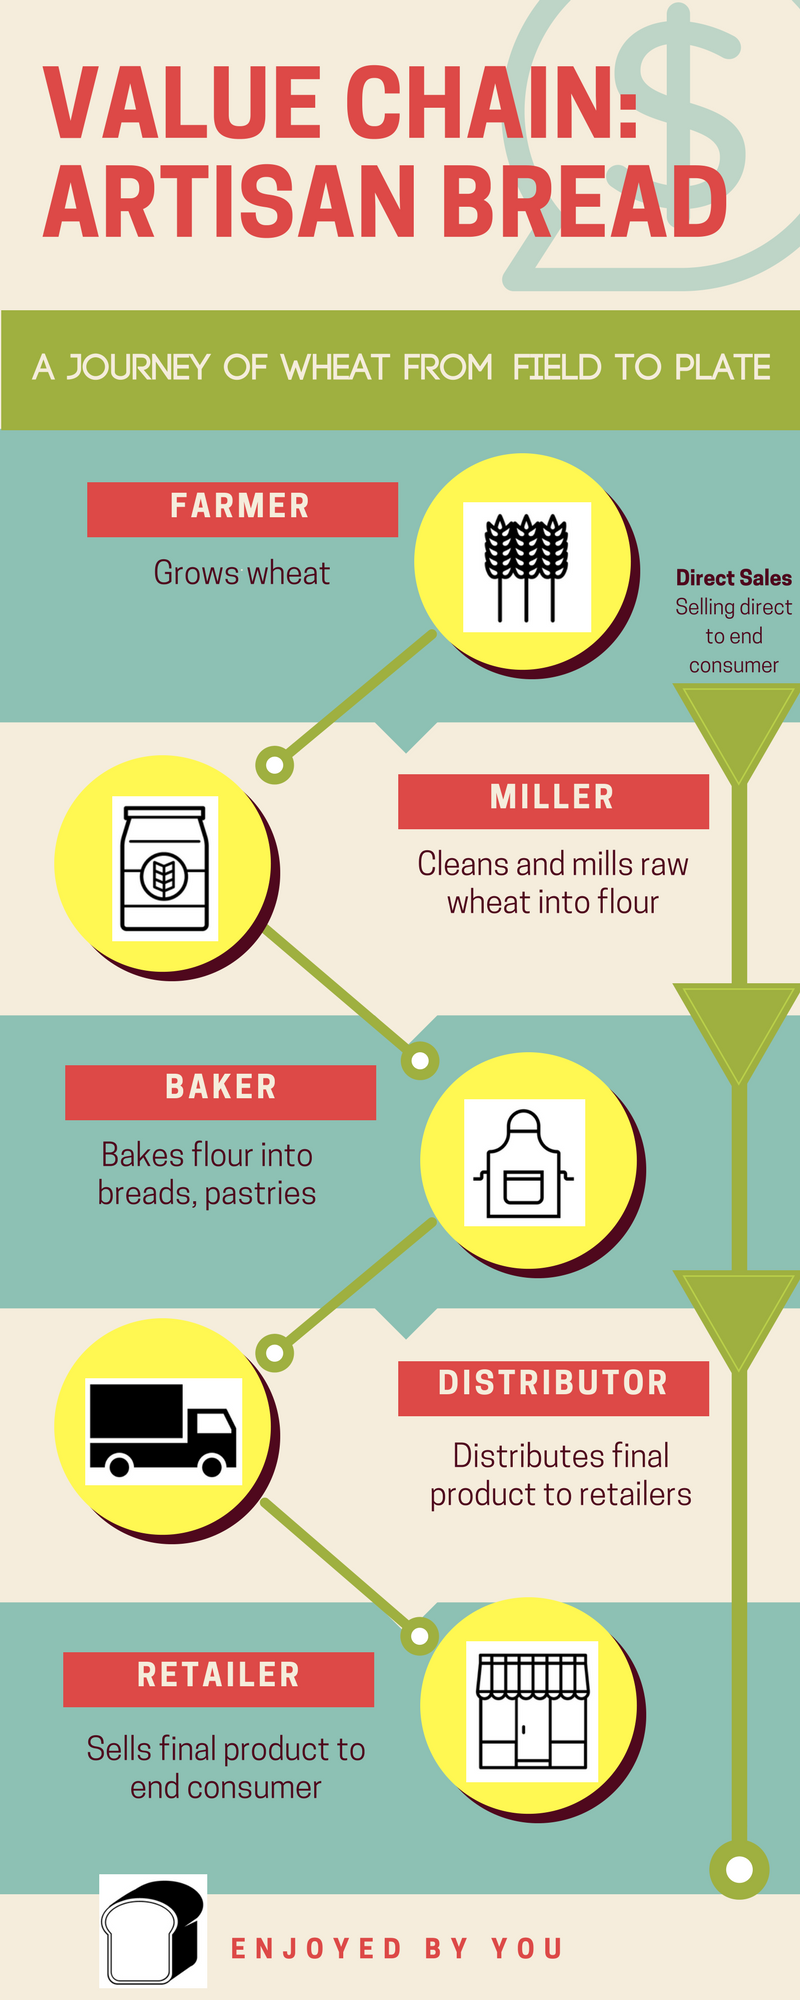 VALUE CHAIN:
ARTISAN BREAD
A JOURNEY OF WHEAT FROM FIELD TO PLATE
FARMER
Grows wheat
Direct Sales
Selling direct
to end
consumer
MILLER
Cleans and mills raw
wheat into flour
BAKER
Bakes flour into
breads, pastries
DISTRIBUTOR
Distributes final
product to retailers
RETAILER
Sells final product to
end consumer
ENJOYED BY YOU